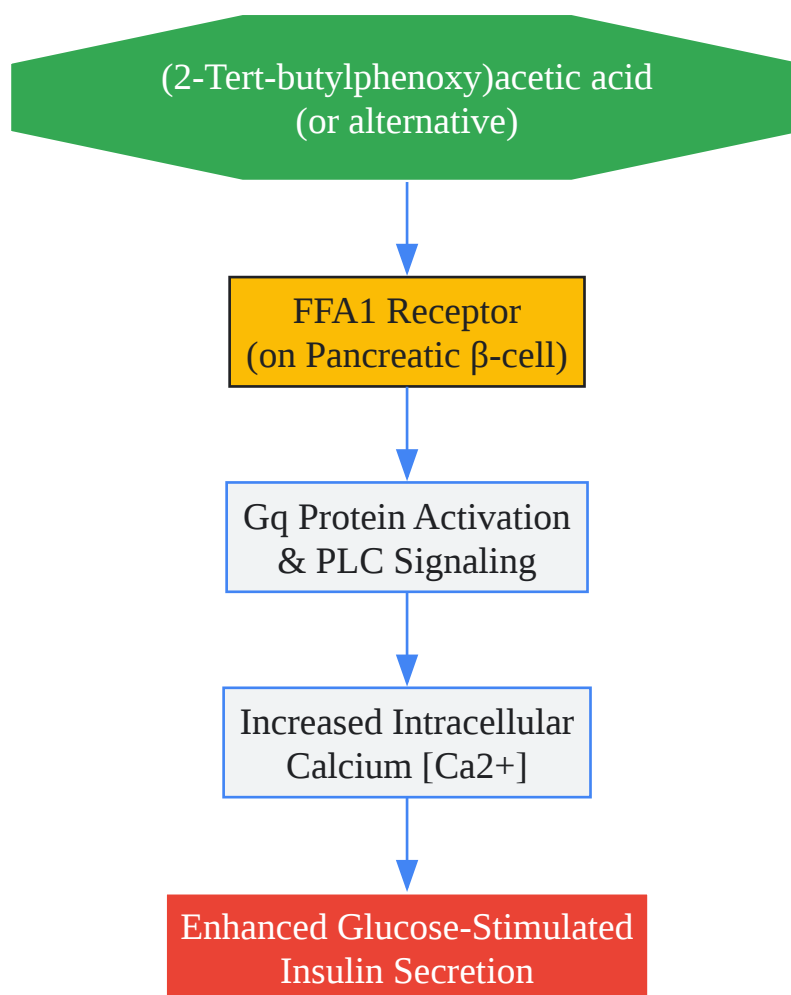 (2-Tert-butylphenoxy)acetic acid
(or alternative)
FFA1 Receptor
(on Pancreatic β-cell)
Gq Protein Activation
& PLC Signaling
Increased Intracellular
Calcium [Ca2+]
Enhanced Glucose-Stimulated
Insulin Secretion